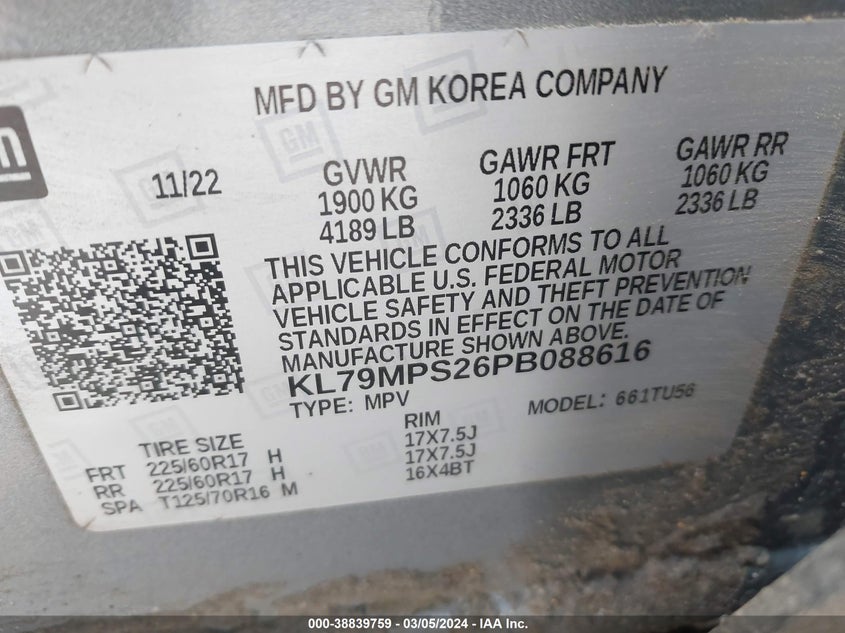 MFD BY GM KOREA COMPANY
11/22
GVWR
1900 KG
4189 LB
GAWR FRT
1060 KG
2336 LB
GAWR RR
1060 KG
2336 LB
THIS VEHICLE CONFORMS TO ALL
APPLICABLE U.S. FEDERAL MOTOR
VEHICLE SAFETY AND THEFT PREVENTION
STANDARDS IN EFFECT ON THE DATE OF
MANUFACTURE SHOWN ABOVE.
KL79MPS26PB088616
TYPE: MPV
MODEL: 661TU56
TIRE SIZE
RIM
FRT 225/60R17 H 17X7.5J
RR 225/60R17 H 17X7.5J
SPA T125/70R16 M 16X4BT
000-38839759 - 03/05/2024 - IAA Inc.